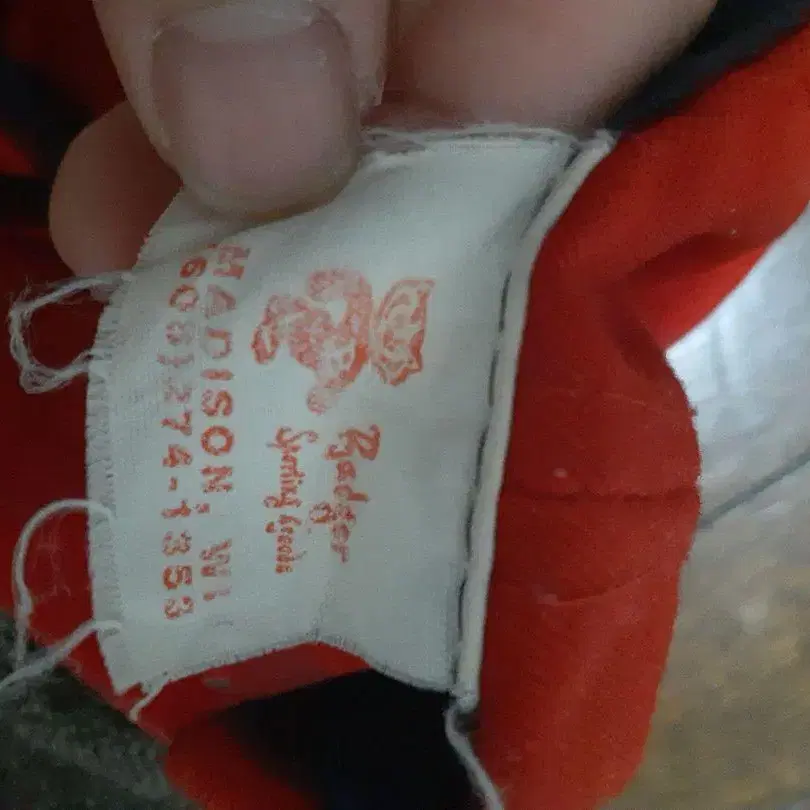 Badger
Sporting Goods
MADISON, WI
(608) 274-1353